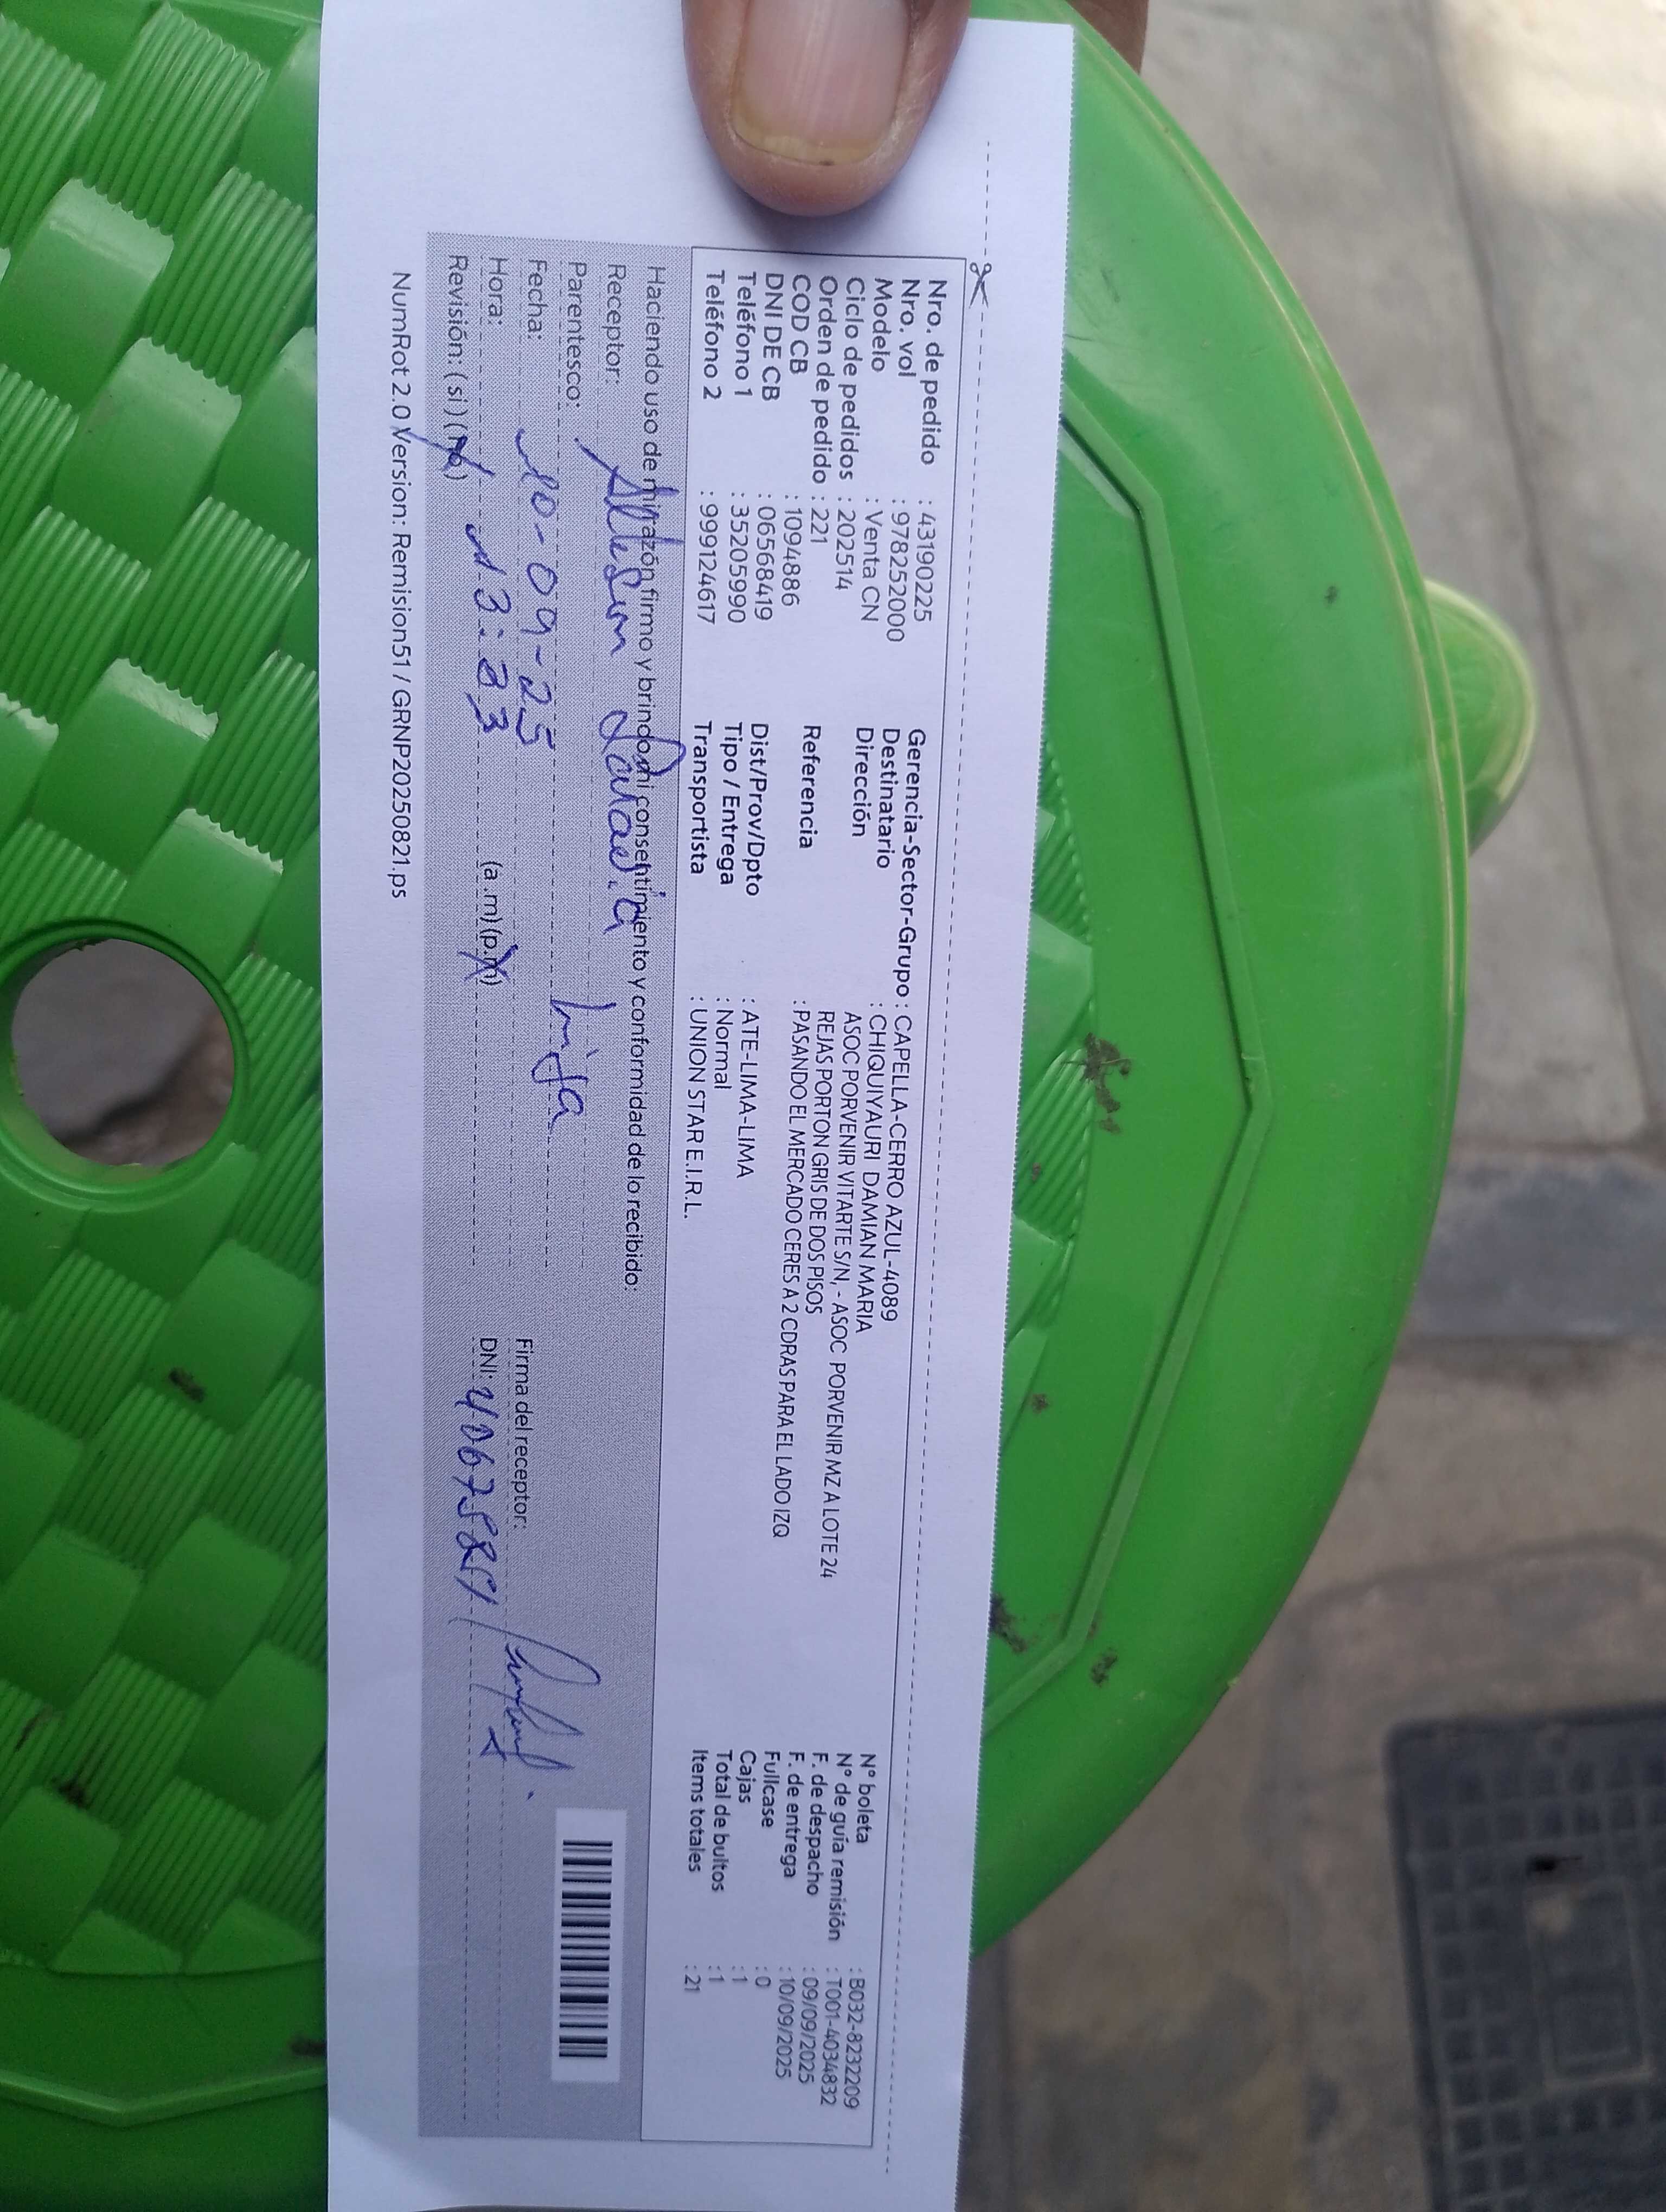 Nro. de pedido : 43190225
Nro. vol : 978252000
Modelo : Venta CN
Ciclo de pedidos : 202514
Orden de pedido : 221
COD CB : 1094886
DNI DE CB : 06568419
Teléfono 1 : 35205990
Teléfono 2 : 999124617
Gerencia-Sector-Grupo : CAPELLA-CERRO AZUL-4089
Destinatario : CHIQUIYAURI DAMIAN MARIA
Dirección ASOC PORVENIR VITARTE S/N, - ASOC PORVENIR MZ A LOTE 24
REJAS PORTON GRIS DE DOS PISOS
Referencia : PASANDO EL MERCADO CERES A 2 CDRAS PARA EL LADO IZQ
Dist/Prov/Dpto : ATE-LIMA-LIMA
Tipo / Entrega : Normal
Transportista : UNION STAR E.I.R.L.
N° boleta : B032-8232209
N° de guía remisión : T001-4034832
F. de despacho : 09/09/2025
F. de entrega : 10/09/2025
Fullcase : 0
Cajas : 1
Total de bultos : 1
Items totales : 21
Haciendo uso de mi razón firmo y brindo mi consentimiento y conformidad de lo recibido:
Receptor:
Parentesco: hija
Fecha: 10-09-25
Hora: (a.m) (p.m)
Revisión: (si) (no)
Firma del receptor:
DNI:
NumRot 2.0 Version: Remision51 / GRNP20250821.ps